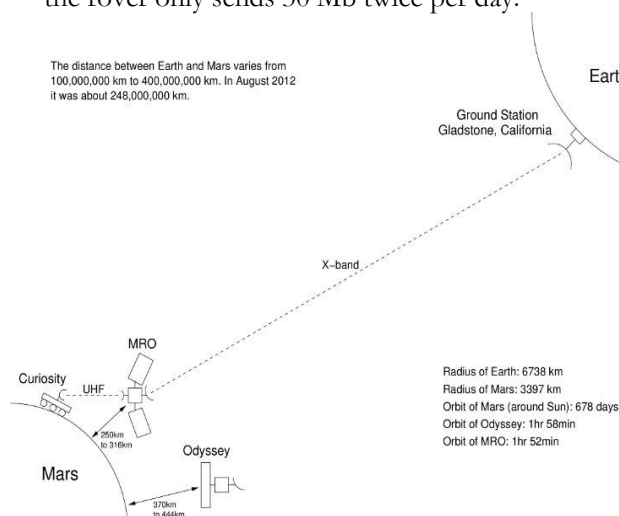 the rover only sends 30 Mb twice per day.
The distance between Earth and Mars varies from
100,000,000 km to 400,000,000 km. In August 2012
it was about 248,000,000 km.
Eart
Ground Station
Gladstone, California
X–band
MRO
Curiosity
UHF
250km
to 316km
Odyssey
Mars
370km
to 444km
Radius of Earth: 6738 km
Radius of Mars: 3397 km
Orbit of Mars (around Sun): 678 days
Orbit of Odyssey: 1hr 58min
Orbit of MRO: 1hr 52min